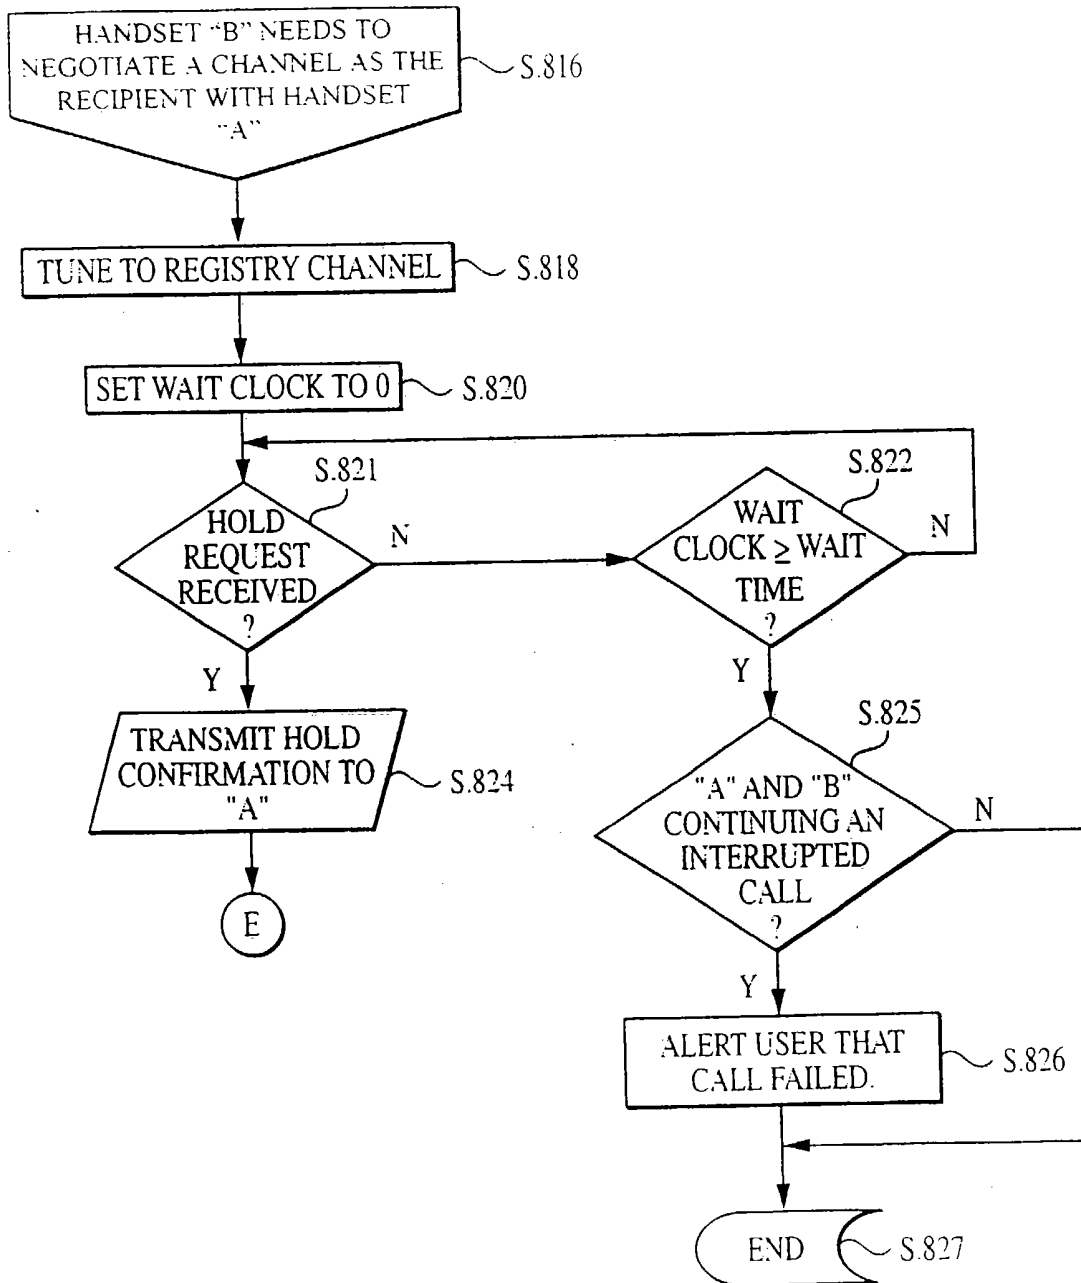 HANDSET "B" NEEDS TO
NEGOTIATE A CHANNEL AS THE
RECIPIENT WITH HANDSET
"A"
S.816
TUNE TO REGISTRY CHANNEL
S.818
SET WAIT CLOCK TO 0
S.820
S.821
HOLD
REQUEST
RECEIVED
?
N
Y
S.822
WAIT
CLOCK ≥ WAIT
TIME
?
N
Y
TRANSMIT HOLD
CONFIRMATION TO
"A"
S.824
E
S.825
"A" AND "B"
CONTINUING AN
INTERRUPTED
CALL
?
N
Y
ALERT USER THAT
CALL FAILED.
S.826
END
S.827